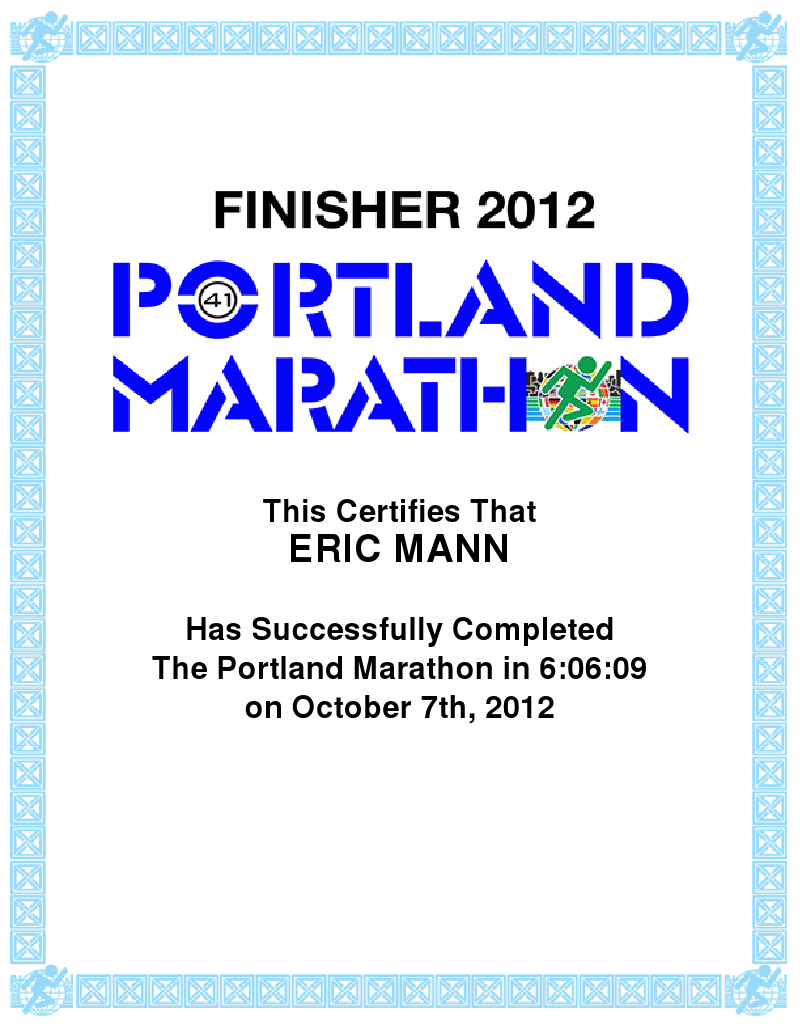 FINISHER 2012
PORTLAND
41
MARATHON
This Certifies That
ERIC MANN
Has Successfully Completed
The Portland Marathon in 6:06:09
on October 7th, 2012